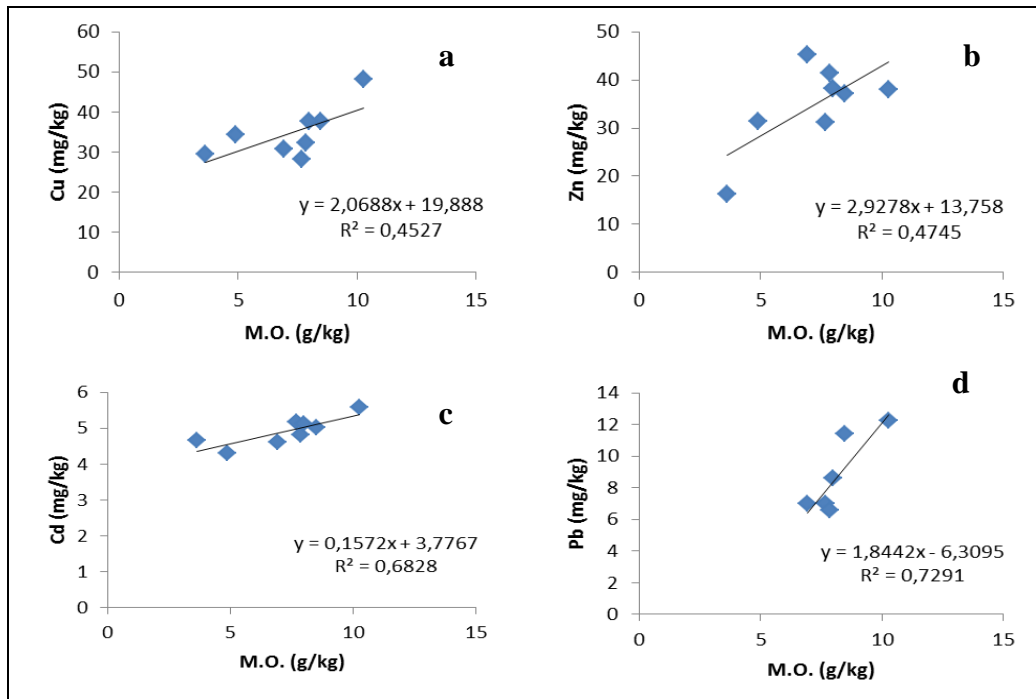 a
60
50
40
30
20
10
0
Cu (mg/kg)
y = 2,0688x + 19,888
R² = 0,4527
0 5 10 15
M.O. (g/kg)
b
50
40
30
20
10
0
Zn (mg/kg)
y = 2,9278x + 13,758
R² = 0,4745
0 5 10 15
M.O. (g/kg)
c
6
5
4
3
2
1
0
Cd (mg/kg)
y = 0,1572x + 3,7767
R² = 0,6828
0 5 10 15
M.O. (g/kg)
d
14
12
10
8
6
4
2
0
Pb (mg/kg)
y = 1,8442x - 6,3095
R² = 0,7291
0 5 10 15
M.O. (g/kg)